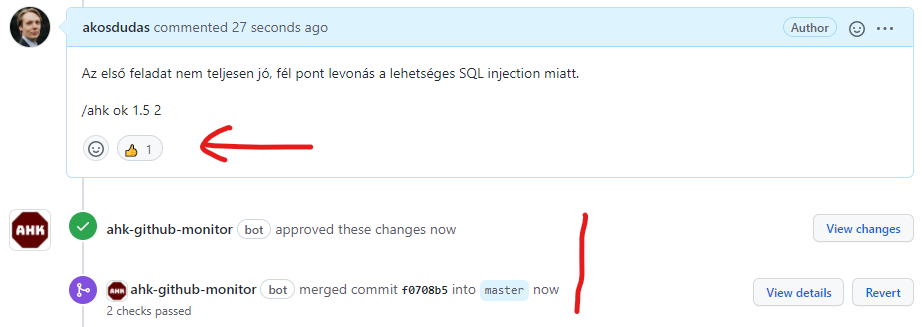 akosdudas commented 27 seconds ago Author
Az első feladat nem teljesen jó, fél pont levonás a lehetséges SQL injection miatt.
/ahk ok 1.5 2
👍 1
AHK ahk-github-monitor bot approved these changes now View changes
AHK ahk-github-monitor bot merged commit f0708b5 into master now View details Revert
2 checks passed